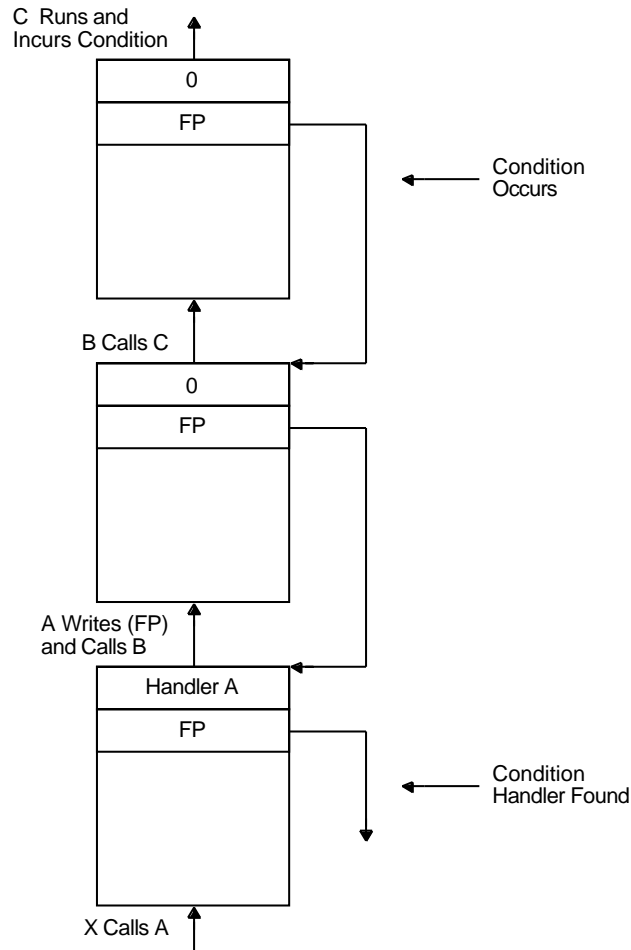 C Runs and
Incurs Condition
0
FP
Condition
Occurs
B Calls C
0
FP
A Writes (FP)
and Calls B
Handler A
FP
Condition
Handler Found
X Calls A